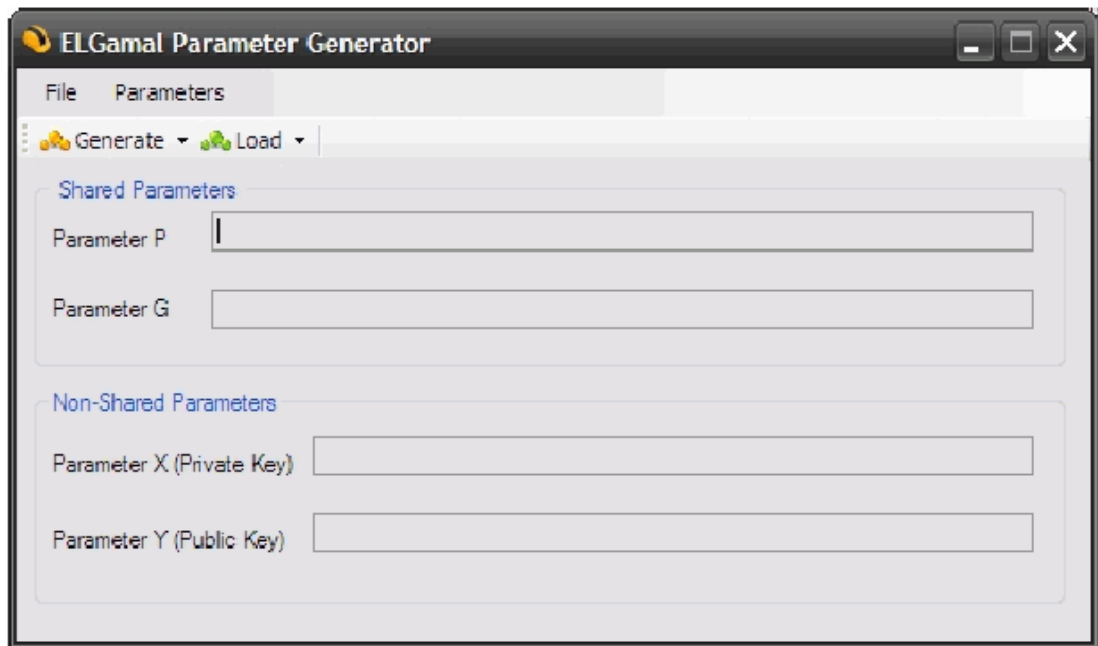 ELGamal Parameter Generator
File Parameters
Generate Load
Shared Parameters
Parameter P
Parameter G
Non-Shared Parameters
Parameter X (Private Key)
Parameter Y (Public Key)